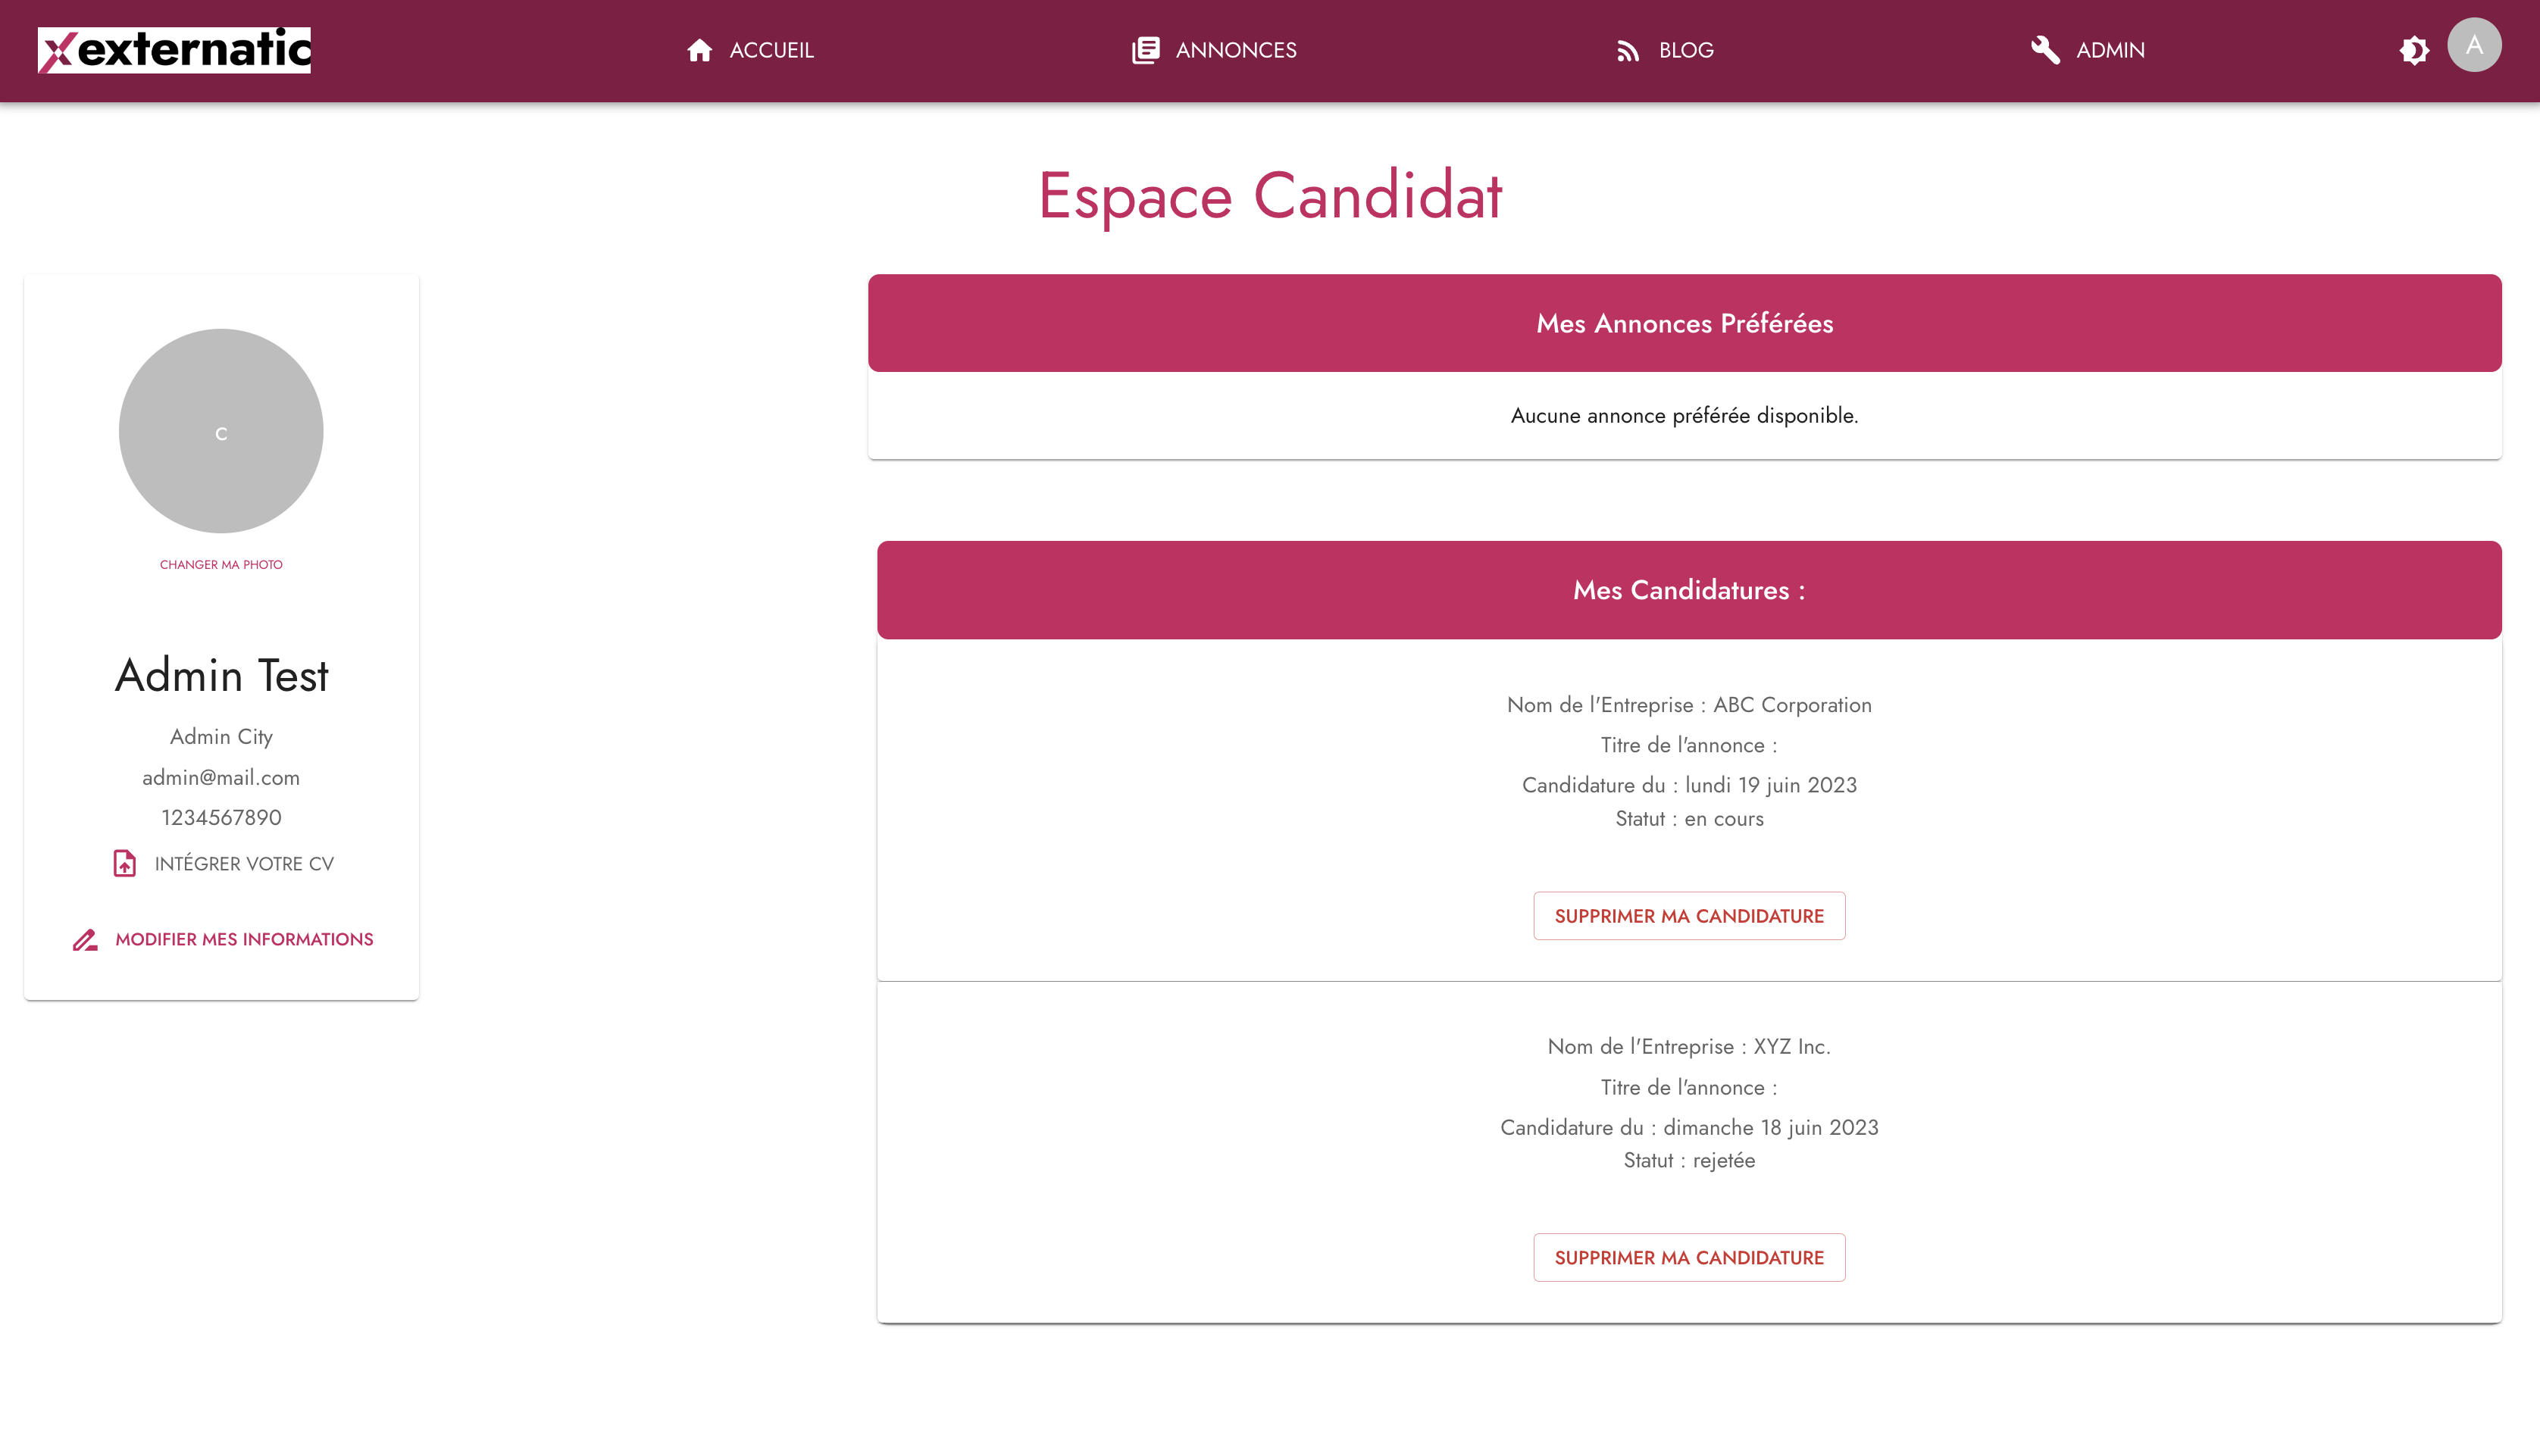 externatic
ACCUEIL
ANNONCES
BLOG
ADMIN
A
Espace Candidat
c
CHANGER MA PHOTO
Admin Test
Admin City
admin@mail.com
1234567890
INTÉGRER VOTRE CV
MODIFIER MES INFORMATIONS
Mes Annonces Préférées
Aucune annonce préférée disponible.
Mes Candidatures :
Nom de l'Entreprise : ABC Corporation
Titre de l'annonce :
Candidature du : lundi 19 juin 2023
Statut : en cours
SUPPRIMER MA CANDIDATURE
Nom de l'Entreprise : XYZ Inc.
Titre de l'annonce :
Candidature du : dimanche 18 juin 2023
Statut : rejetée
SUPPRIMER MA CANDIDATURE